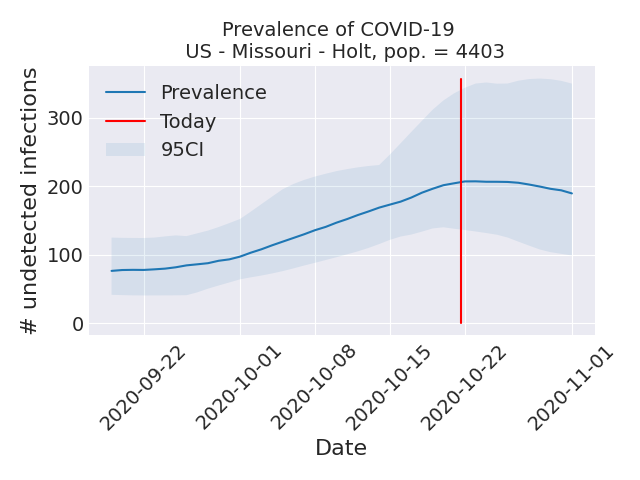 Prevalence of COVID-19
US - Missouri - Holt, pop. = 4403
# undetected infections
300
200
100
0
Prevalence
Today
95CI
2020-09-22
2020-10-01
2020-10-08
2020-10-15
2020-10-22
2020-11-01
Date